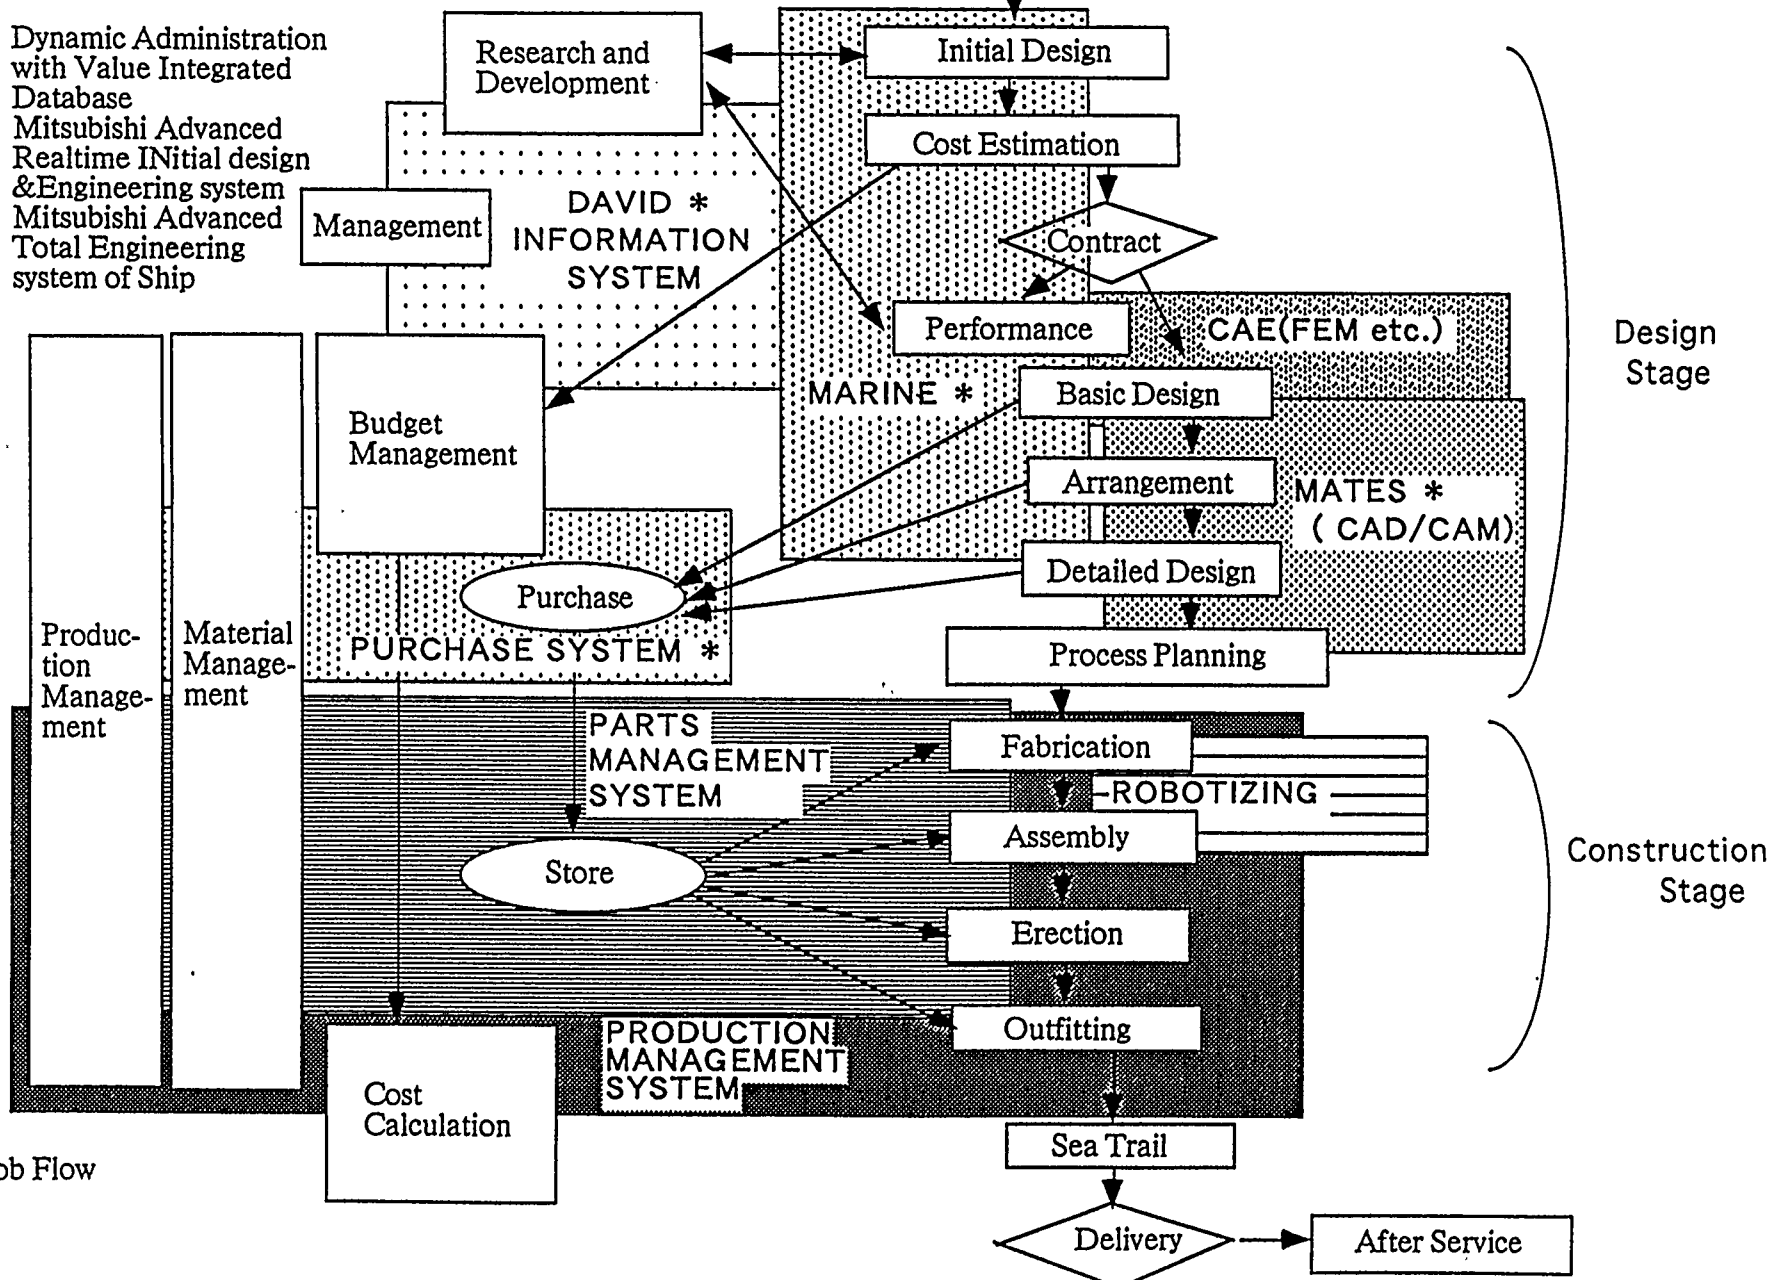 Dynamic Administration
with Value Integrated
Database
Mitsubishi Advanced
Realtime INitial design
&Engineering system
Mitsubishi Advanced
Total Engineering
system of Ship
Research and
Development
Initial Design
Cost Estimation
Management
DAVID *
INFORMATION
SYSTEM
Contract
Performance
CAE(FEM etc.)
Design
Stage
MARINE *
Basic Design
Budget
Management
Arrangement
MATES *
( CAD/CAM)
Detailed Design
Purchase
PURCHASE SYSTEM *
Produc-
tion
Manage-
ment
Material
Manage-
ment
Process Planning
PARTS
MANAGEMENT
SYSTEM
Fabrication
ROBOTIZING
Assembly
Construction
Stage
Store
Erection
Outfitting
PRODUCTION
MANAGEMENT
SYSTEM
Cost
Calculation
Sea Trail
ob Flow
Delivery
After Service